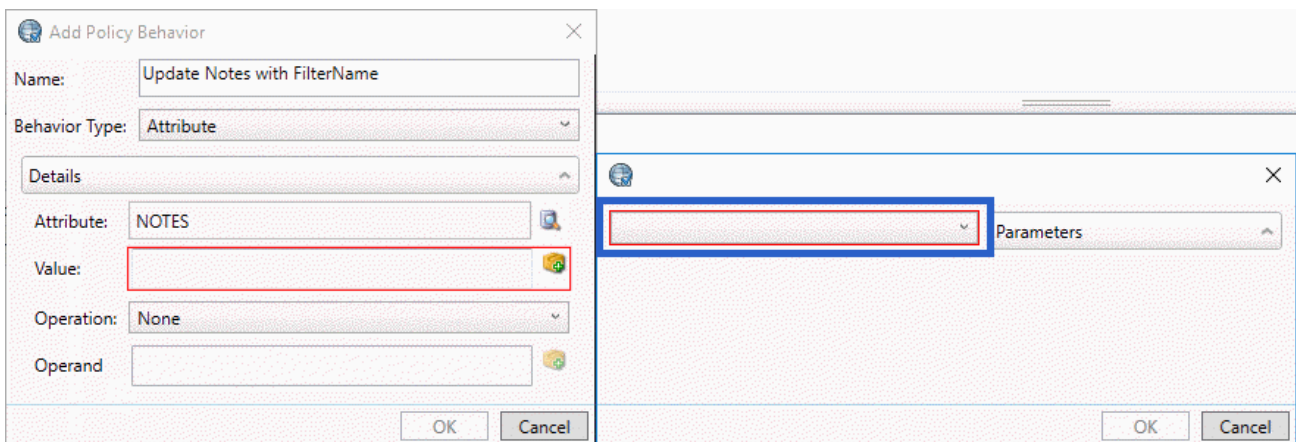 Add Policy Behavior
Name: Update Notes with FilterName
Behavior Type: Attribute
Details
Attribute: NOTES
Parameters
Value:
Operation: None
Operand
OK Cancel
OK Cancel